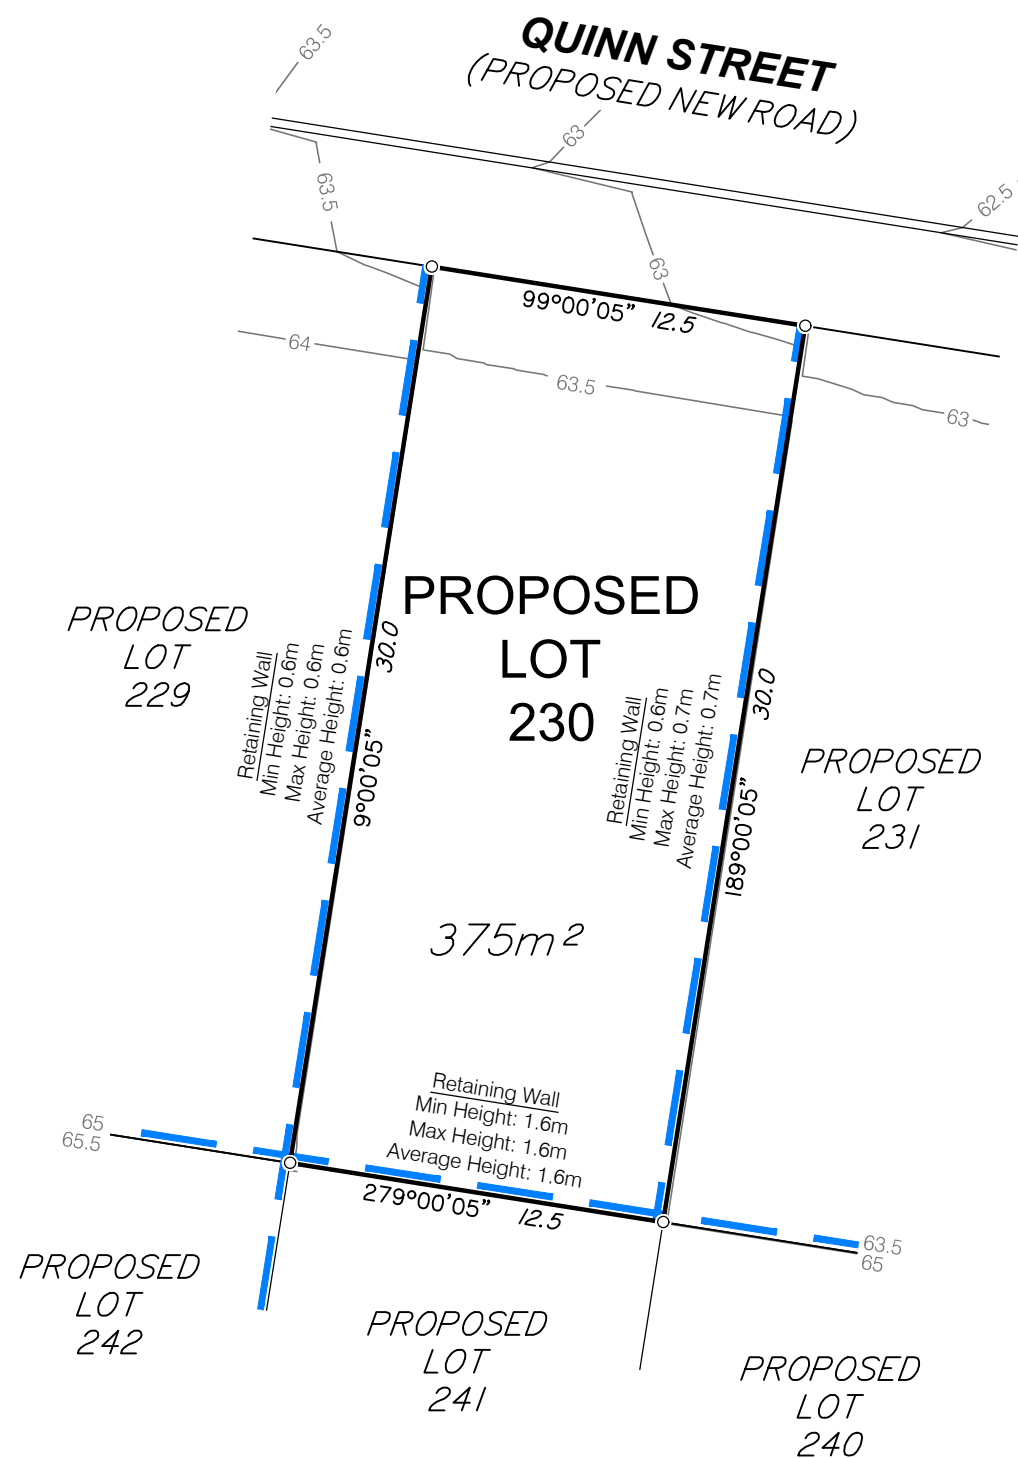 QUINN STREET
(PROPOSED NEW ROAD)
63.5
63
62.5
63.5
63
99°00'05" 12.5
64
63.5
63
PROPOSED
LOT
230
PROPOSED
LOT
229
Retaining Wall
Min Height: 0.6m
Max Height: 0.6m
Average Height: 0.6m
9°00'05"
30.0
Retaining Wall
Min Height: 0.6m
Max Height: 0.7m
Average Height: 0.7m
189°00'05"
30.0
PROPOSED
LOT
231
375m²
Retaining Wall
Min Height: 1.6m
Max Height: 1.6m
Average Height: 1.6m
65
65.5
279°00'05" 12.5
63.5
65
PROPOSED
LOT
242
PROPOSED
LOT
241
PROPOSED
LOT
240